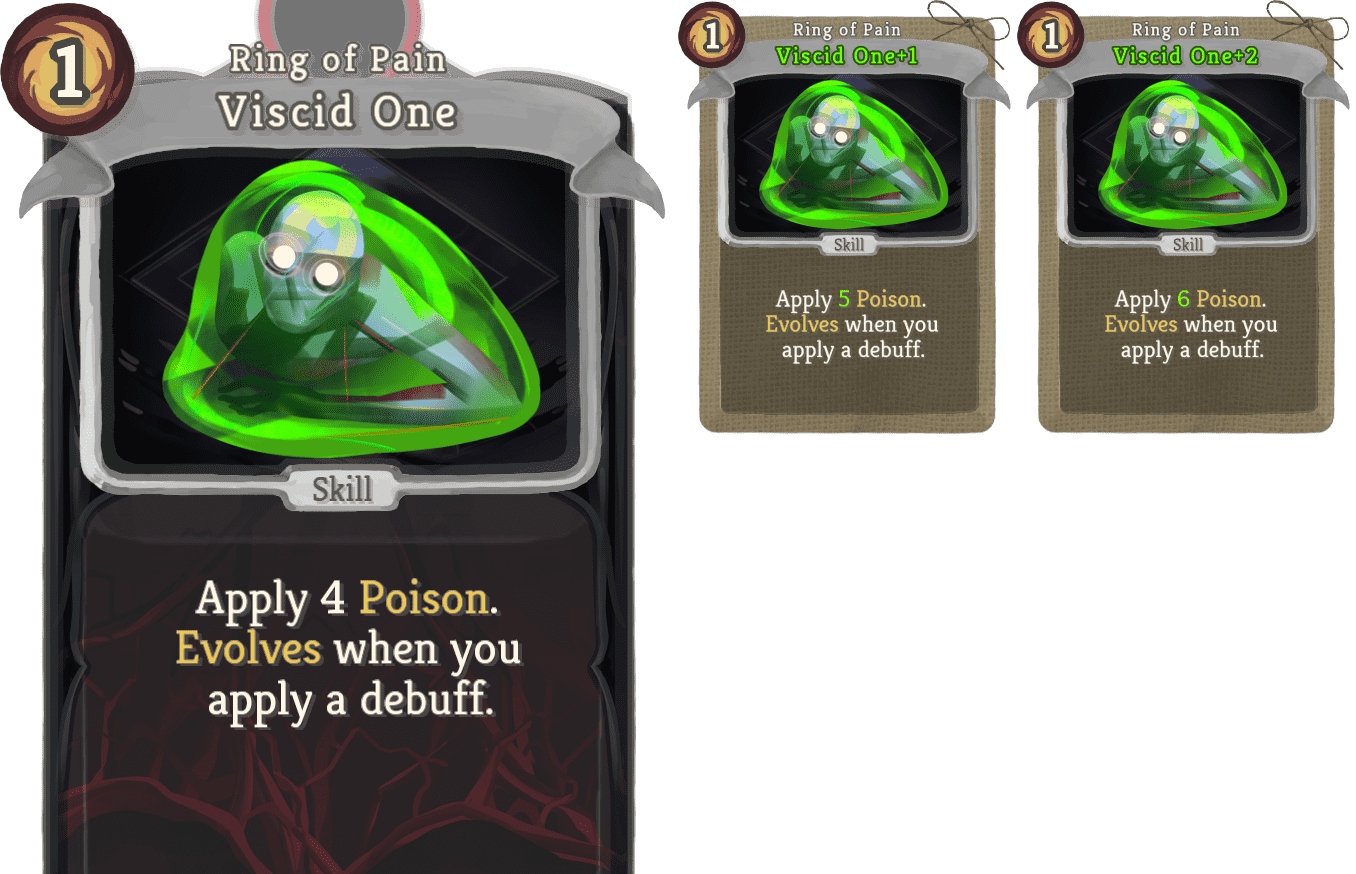 1
Ring of Pain
Viscid One
Skill
Apply 4 Poison.
Evolves when you
apply a debuff.
1
Ring of Pain
Viscid One+1
Skill
Apply 5 Poison.
Evolves when you
apply a debuff.
1
Ring of Pain
Viscid One+2
Skill
Apply 6 Poison.
Evolves when you
apply a debuff.